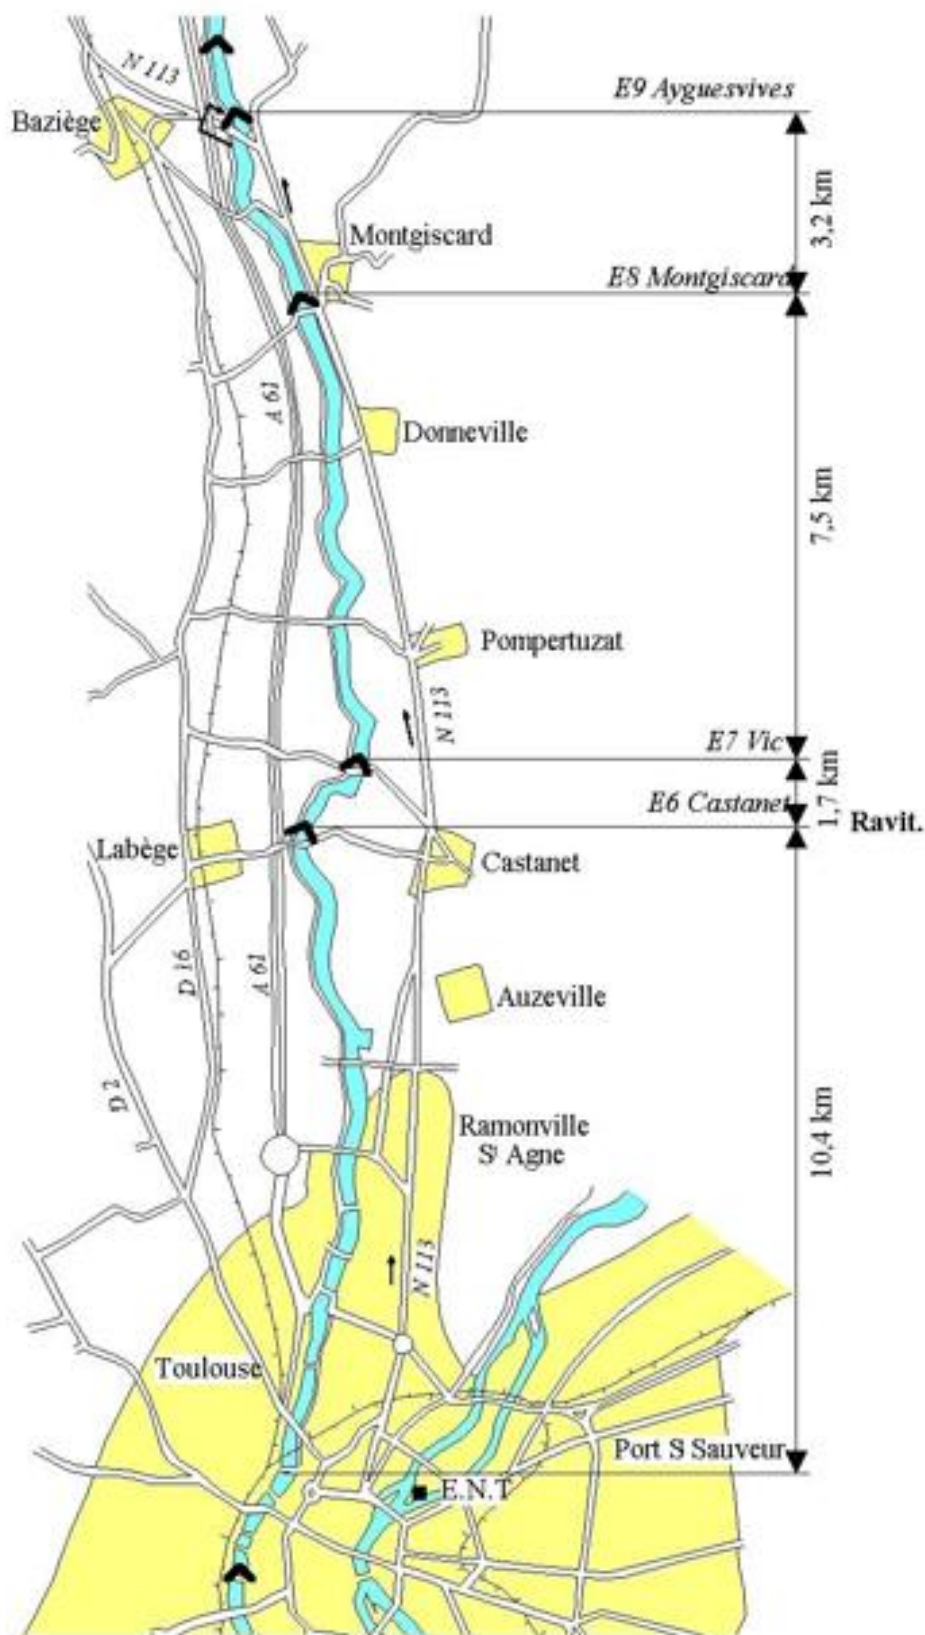 N 113
E9 Ayguesvives
Baziège
3,2 km
Montgiscard
E8 Montgiscard
A 61
Donneville
7,5 km
Pompertuzat
N 113
E7 Vic
1,7 km
E6 Castanet
Ravit.
Labège
Castanet
D 16
A 61
Auzeville
D 2
10,4 km
Ramonville
St Agne
N 113
Toulouse
Port S Sauveur
E.N.T